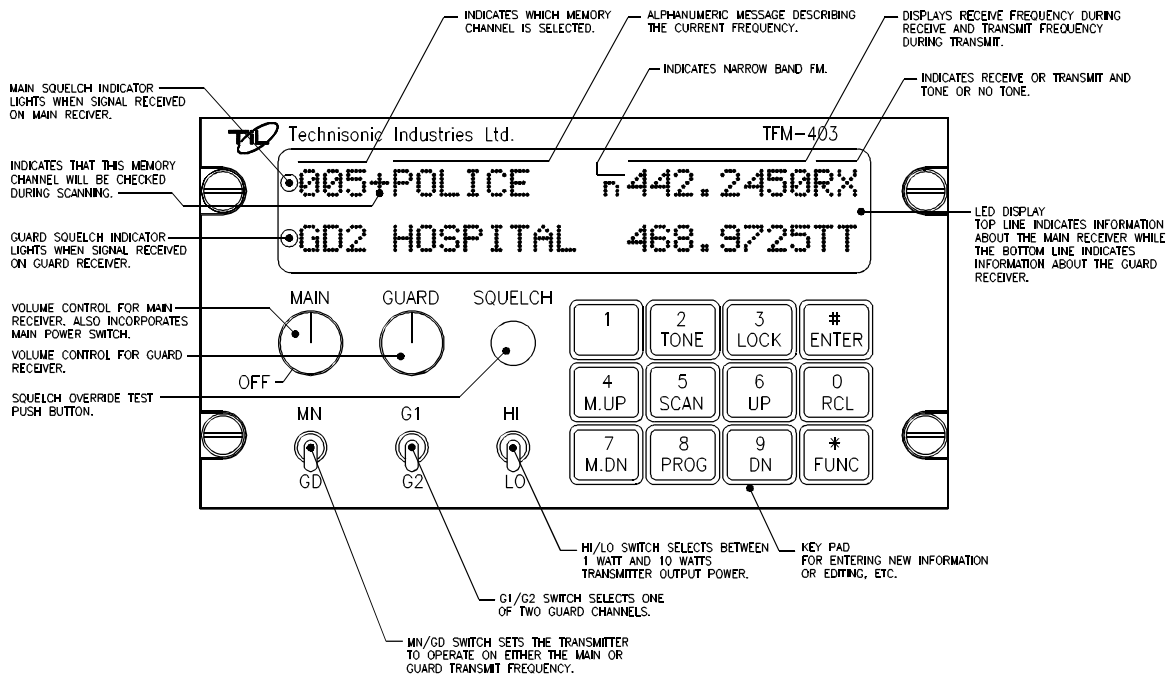 INDICATES WHICH MEMORY
CHANNEL IS SELECTED.
ALPHANUMERIC MESSAGE DESCRIBING
THE CURRENT FREQUENCY.
DISPLAYS RECEIVE FREQUENCY DURING
RECEIVE AND TRANSMIT FREQUENCY
DURING TRANSMIT.
INDICATES NARROW BAND FM.
INDICATES RECEIVE OR TRANSMIT AND
TONE OR NO TONE.
MAIN SQUELCH INDICATOR
LIGHTS WHEN SIGNAL RECEIVED
ON MAIN RECIVER.
INDICATES THAT THIS MEMORY
CHANNEL WILL BE CHECKED
DURING SCANNING.
GUARD SQUELCH INDICATOR
LIGHTS WHEN SIGNAL RECEIVED
ON GUARD RECEIVER.
VOLUME CONTROL FOR MAIN
RECEIVER. ALSO INCORPORATES
MAIN POWER SWITCH.
VOLUME CONTROL FOR GUARD
RECEIVER.
SQUELCH OVERRIDE TEST
PUSH BUTTON.
TiL Technisonic Industries Ltd. TFM-403
005+POLICE n442.2450RX
GD2 HOSPITAL 468.9725TT
LED DISPLAY
TOP LINE INDICATES INFORMATION
ABOUT THE MAIN RECEIVER WHILE
THE BOTTOM LINE INDICATES
INFORMATION ABOUT THE GUARD
RECEIVER.
MAIN GUARD SQUELCH
OFF
MN G1 HI
GD G2 LO
1 2 3 #
TONE LOCK ENTER
4 5 6 0
M.UP SCAN UP RCL
7 8 9 *
M.DN PROG DN FUNC
HI/LO SWITCH SELECTS BETWEEN
1 WATT AND 10 WATTS
TRANSMITTER OUTPUT POWER.
KEY PAD
FOR ENTERING NEW INFORMATION
OR EDITING, ETC.
G1/G2 SWITCH SELECTS ONE
OF TWO GUARD CHANNELS.
MN/GD SWITCH SETS THE TRANSMITTER
TO OPERATE ON EITHER THE MAIN OR
GUARD TRANSMIT FREQUENCY.